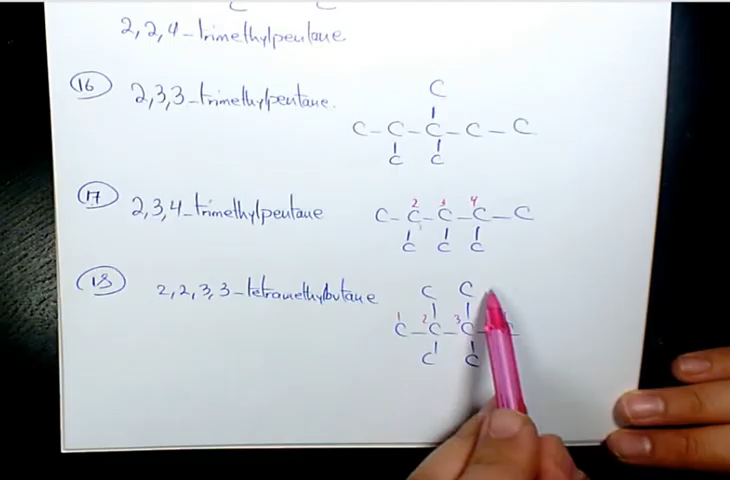 C C
2,2,4-trimethylpentane
16 2,3,3-trimethylpentane.
C
C-C-C-C-C
C C
17 2,3,4-trimethylpentane
2 3 4
C-C-C-C-C
C C C
18 2,2,3,3-tetramethylbutane
C C
1 2 3
C-C-C-C
C C